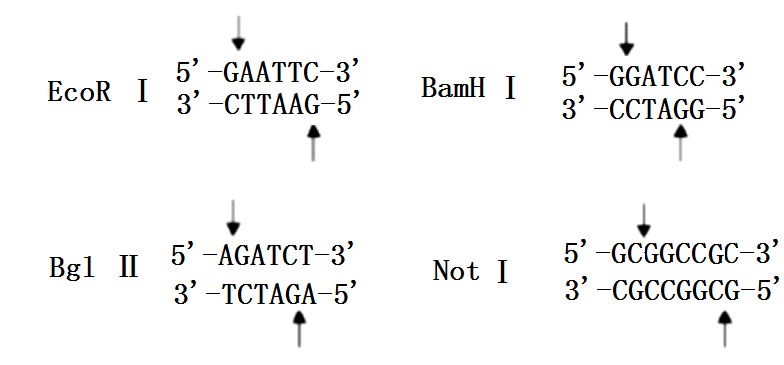 EcoR Ⅰ 5'-GAATTC-3'
3'-CTTAAG-5'
BamH Ⅰ 5'-GGATCC-3'
3'-CCTAGG-5'
Bgl Ⅱ 5'-AGATCT-3'
3'-TCTAGA-5'
Not Ⅰ 5'-GCGGCCGC-3'
3'-CGCCGGCG-5'